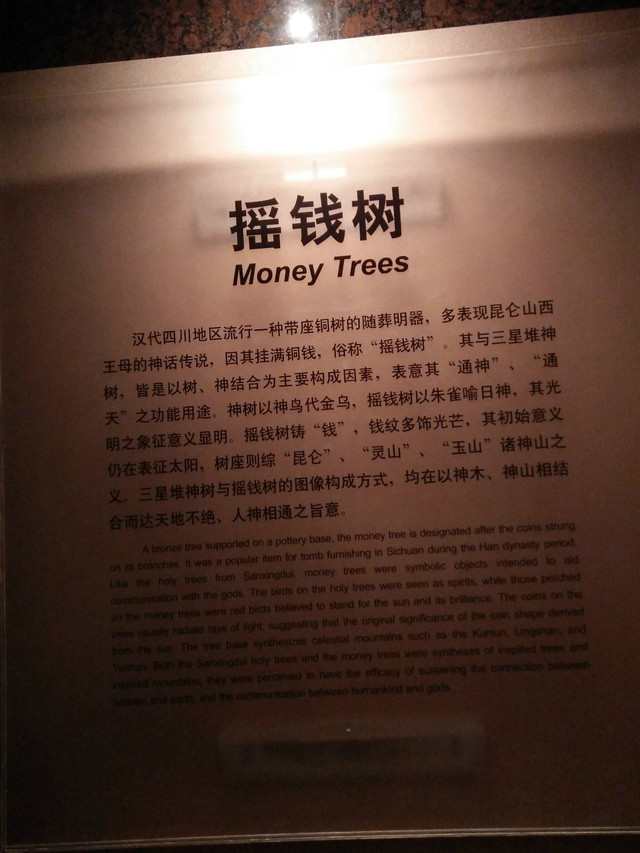 摇钱树
Money Trees
汉代四川地区流行一种带座铜树的随葬明器，多表现昆仑山西
王母的神话传说，因其挂满铜钱，俗称“摇钱树”。其与三星堆神
树，皆是以树、神结合为主要构成因素，表意其“通神”、“通
天”之功能用途。神树以神鸟代金乌，摇钱树以朱雀喻日神，其光
明之象征意义显明。摇钱树铸“钱”，钱纹多饰光芒，其初始意义
仍在表征太阳，树座则综“昆仑”、“灵山”、“玉山”诸神山之
义。三星堆神树与摇钱树的图像构成方式，均在以神木、神山相结
合而达天地不绝、人神相通之旨意。
A bronze tree supported on a pottery base, the money tree is designated after the coins strung
on its branches. It was a popular item for tomb furnishing in Sichuan during the Han dynasty period.
Like the holy trees from Sanxingdui, money trees were symbolic objects intended to aid
communication with the gods. The birds on the holy trees were seen as spirits, while those perched
on the money trees were red birds believed to stand for the sun and its brilliance. The coins on the
trees usually radiate rays of light, suggesting that the original significance of the coin shape derived
from the sun. The tree base synthesizes celestial mountains such as the Kunlun, Lingshan, and
Yushan. Both the Sanxingdui holy trees and the money trees were syntheses of inspired trees and
inspired mountains; they were perceived to have the efficacy of sustaining the connection between
heaven and earth, and the communication between humankind and gods.